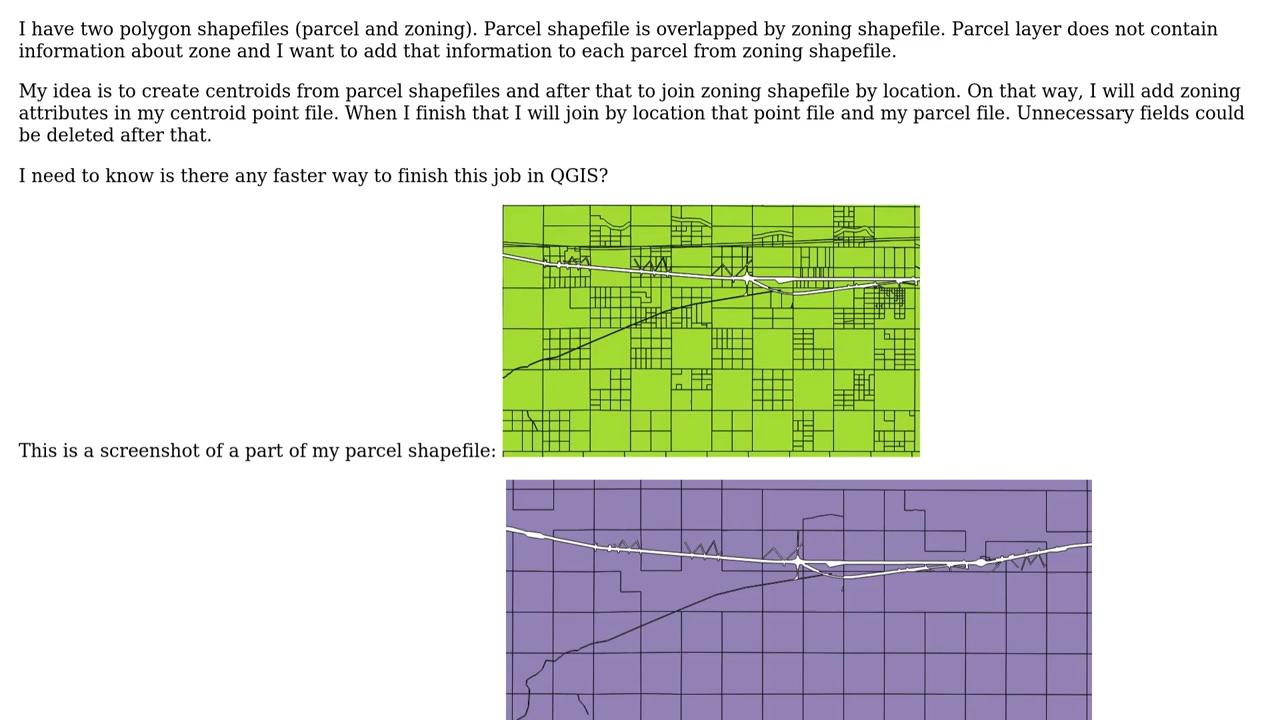 I have two polygon shapefiles (parcel and zoning). Parcel shapefile is overlapped by zoning shapefile. Parcel layer does not contain
information about zone and I want to add that information to each parcel from zoning shapefile.
My idea is to create centroids from parcel shapefiles and after that to join zoning shapefile by location. On that way, I will add zoning
attributes in my centroid point file. When I finish that I will join by location that point file and my parcel file. Unnecessary fields could
be deleted after that.
I need to know is there any faster way to finish this job in QGIS?
This is a screenshot of a part of my parcel shapefile: